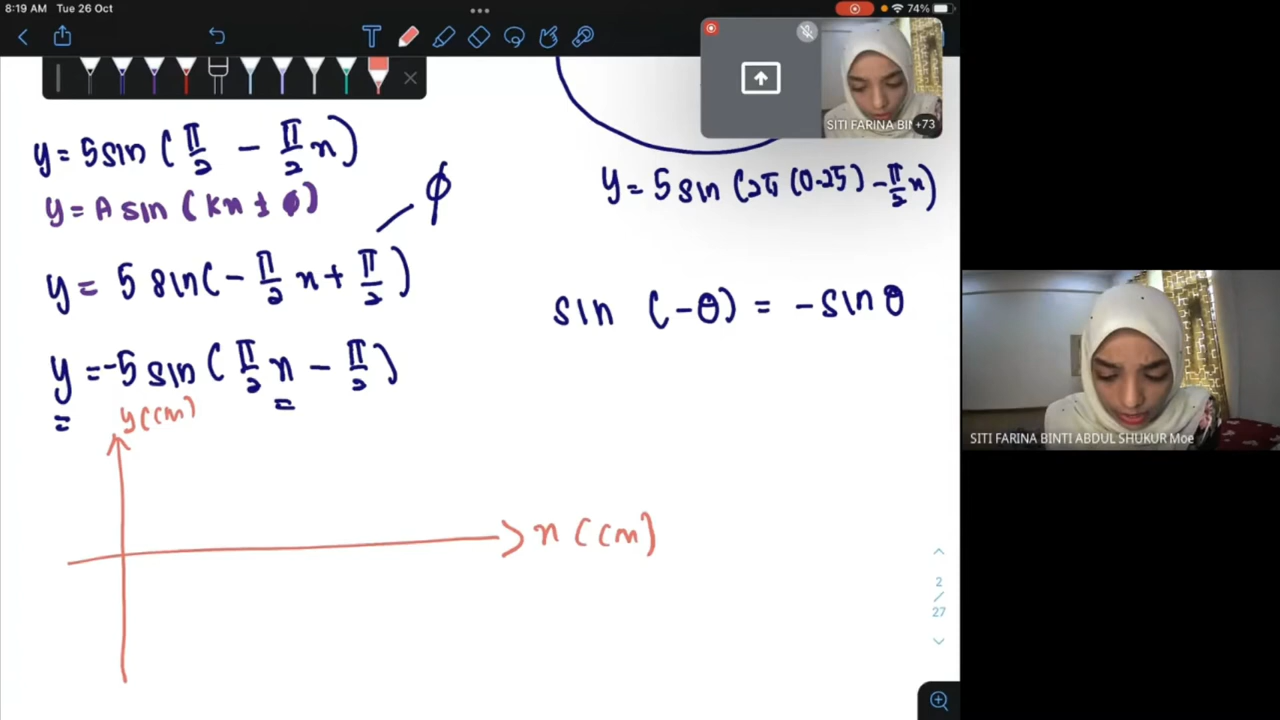 8:19 AM Tue 26 Oct
74%
SITI FARINA BIN +73
y = 5 sin ( π/2 - π/2 x )
y = A sin ( kx ± φ )
φ
y = 5 sin ( - π/2 x + π/2 )
y = -5 sin ( π/2 x - π/2 )
y = 5 sin (2π (0.25) - π/2 x)
sin (-θ) = - sin θ
y (cm)
x (cm)
2
/
27
SITI FARINA BINTI ABDUL SHUKUR Moe